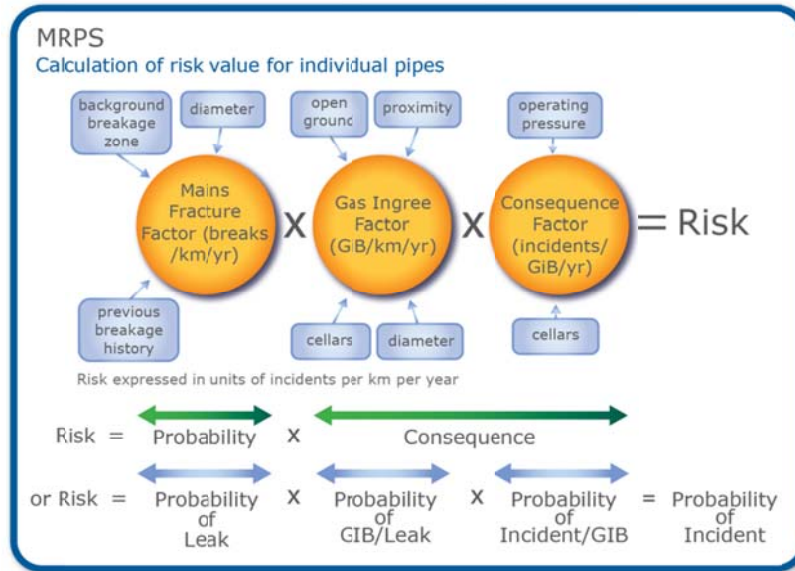 MRPS
Calculation of risk value for individual pipes
background
breakage
zone
diameter
open
ground
proximity
operating
pressure
Mains
Fracture
Factor (breaks
/km/yr)
X
Gas Ingree
Factor
(GiB/km/yr)
X
Consequence
Factor
(incidents/
GiB/yr)
= Risk
previous
breakage
history
cellars
diameter
cellars
Risk expressed in units of incidents per km per year
Risk = Probability X Consequence
or Risk = Probability
of
Leak
X
Probability
of
GIB/Leak
X
Probability
of
Incident/GIB
= Probability
of
Incident